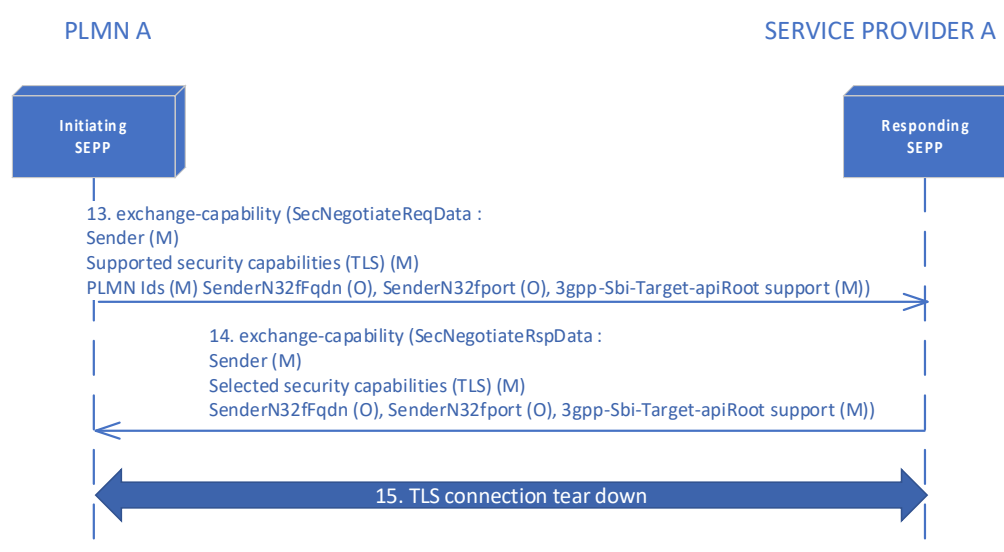 PLMN A
SERVICE PROVIDER A
Initiating
SEPP
Responding
SEPP
13. exchange-capability (SecNegotiateReqData :
Sender (M)
Supported security capabilities (TLS) (M)
PLMN Ids (M) SenderN32fFqdn (O), SenderN32fport (O), 3gpp-Sbi-Target-apiRoot support (M))
14. exchange-capability (SecNegotiateRspData :
Sender (M)
Selected security capabilities (TLS) (M)
SenderN32fFqdn (O), SenderN32fport (O), 3gpp-Sbi-Target-apiRoot support (M))
15. TLS connection tear down